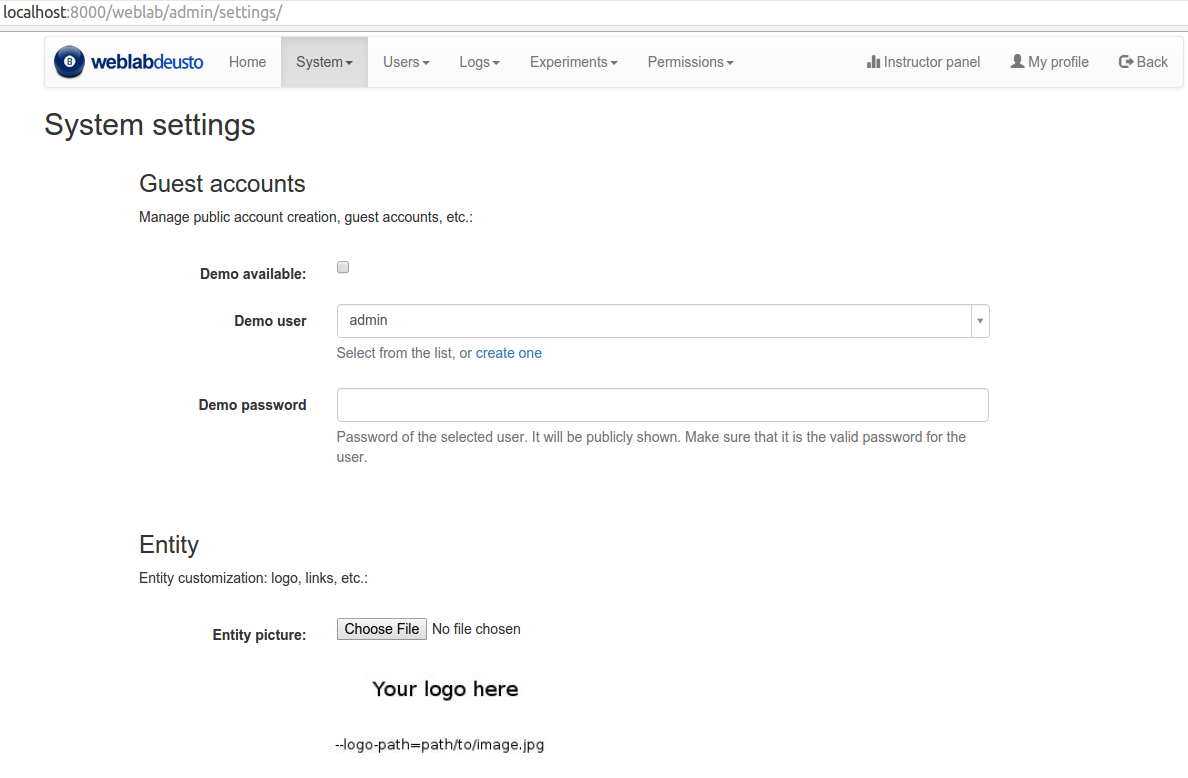 localhost:8000/weblab/admin/settings/
8 weblabdeusto Home System Users Logs Experiments Permissions Instructor panel My profile Back
System settings
Guest accounts
Manage public account creation, guest accounts, etc.:
Demo available:
Demo user admin
Select from the list, or create one
Demo password
Password of the selected user. It will be publicly shown. Make sure that it is the valid password for the
user.
Entity
Entity customization: logo, links, etc.:
Entity picture: Choose File No file chosen
Your logo here
--logo-path=path/to/image.jpg